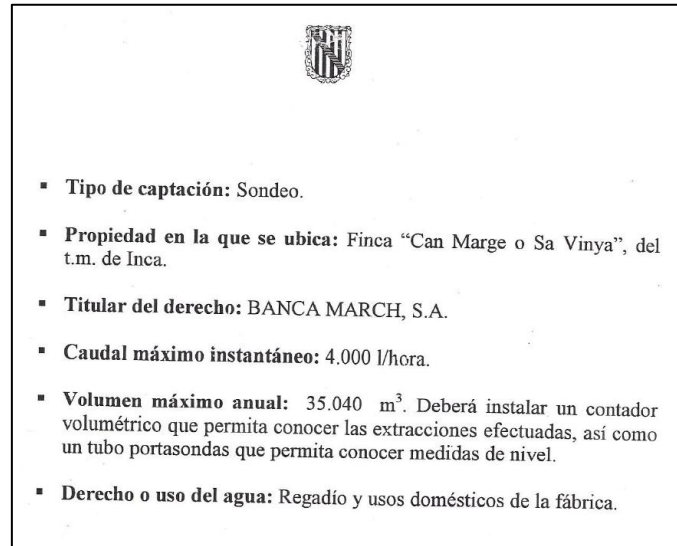 ▪ Tipo de captación: Sondeo.
▪ Propiedad en la que se ubica: Finca “Can Marge o Sa Vinya”, del
t.m. de Inca.
▪ Titular del derecho: BANCA MARCH, S.A.
▪ Caudal máximo instantáneo: 4.000 l/hora.
▪ Volumen máximo anual: 35.040 m³. Deberá instalar un contador
volumétrico que permita conocer las extracciones efectuadas, así como
un tubo portasondas que permita conocer medidas de nivel.
▪ Derecho o uso del agua: Regadío y usos domésticos de la fábrica.